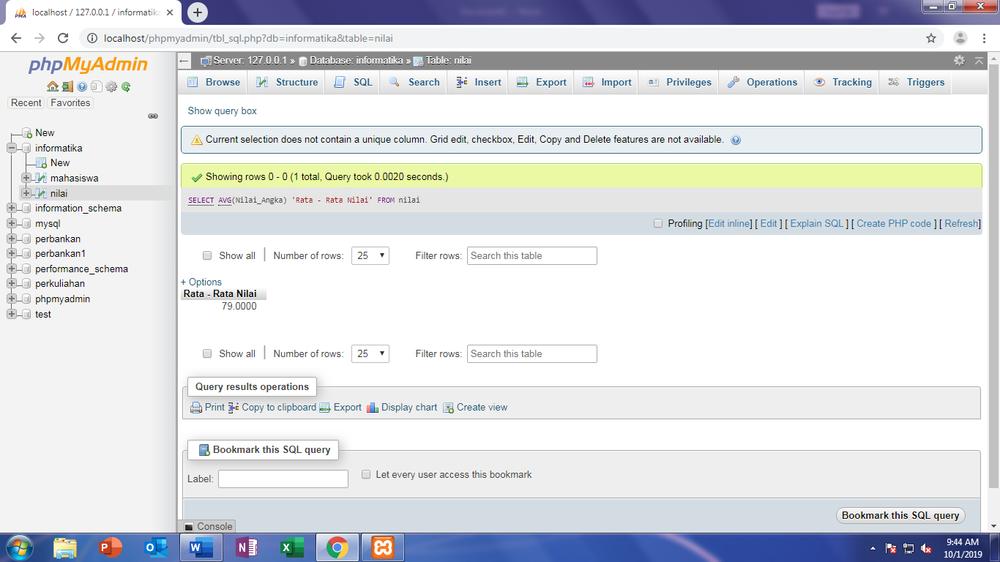 localhost / 127.0.0.1 / informatika
localhost/phpmyadmin/tbl_sql.php?db=informatika&table=nilai
phpMyAdmin
Recent Favorites
New
informatika
New
mahasiswa
nilai
information_schema
mysql
perbankan
perbankan1
performance_schema
perkuliahan
phpmyadmin
test
Server: 127.0.0.1 » Database: informatika » Table: nilai
Browse Structure SQL Search Insert Export Import Privileges Operations Tracking Triggers
Show query box
Current selection does not contain a unique column. Grid edit, checkbox, Edit, Copy and Delete features are not available.
Showing rows 0 - 0 (1 total, Query took 0.0020 seconds.)
SELECT AVG(Nilai_Angka) 'Rata - Rata Nilai' FROM nilai
Profiling [Edit inline] [ Edit ] [ Explain SQL ] [ Create PHP code ] [ Refresh]
Show all Number of rows: 25 Filter rows: Search this table
+ Options
Rata - Rata Nilai
79.0000
Show all Number of rows: 25 Filter rows: Search this table
Query results operations
Print Copy to clipboard Export Display chart Create view
Bookmark this SQL query
Label: Let every user access this bookmark
Bookmark this SQL query
Console
9:44 AM
10/1/2019